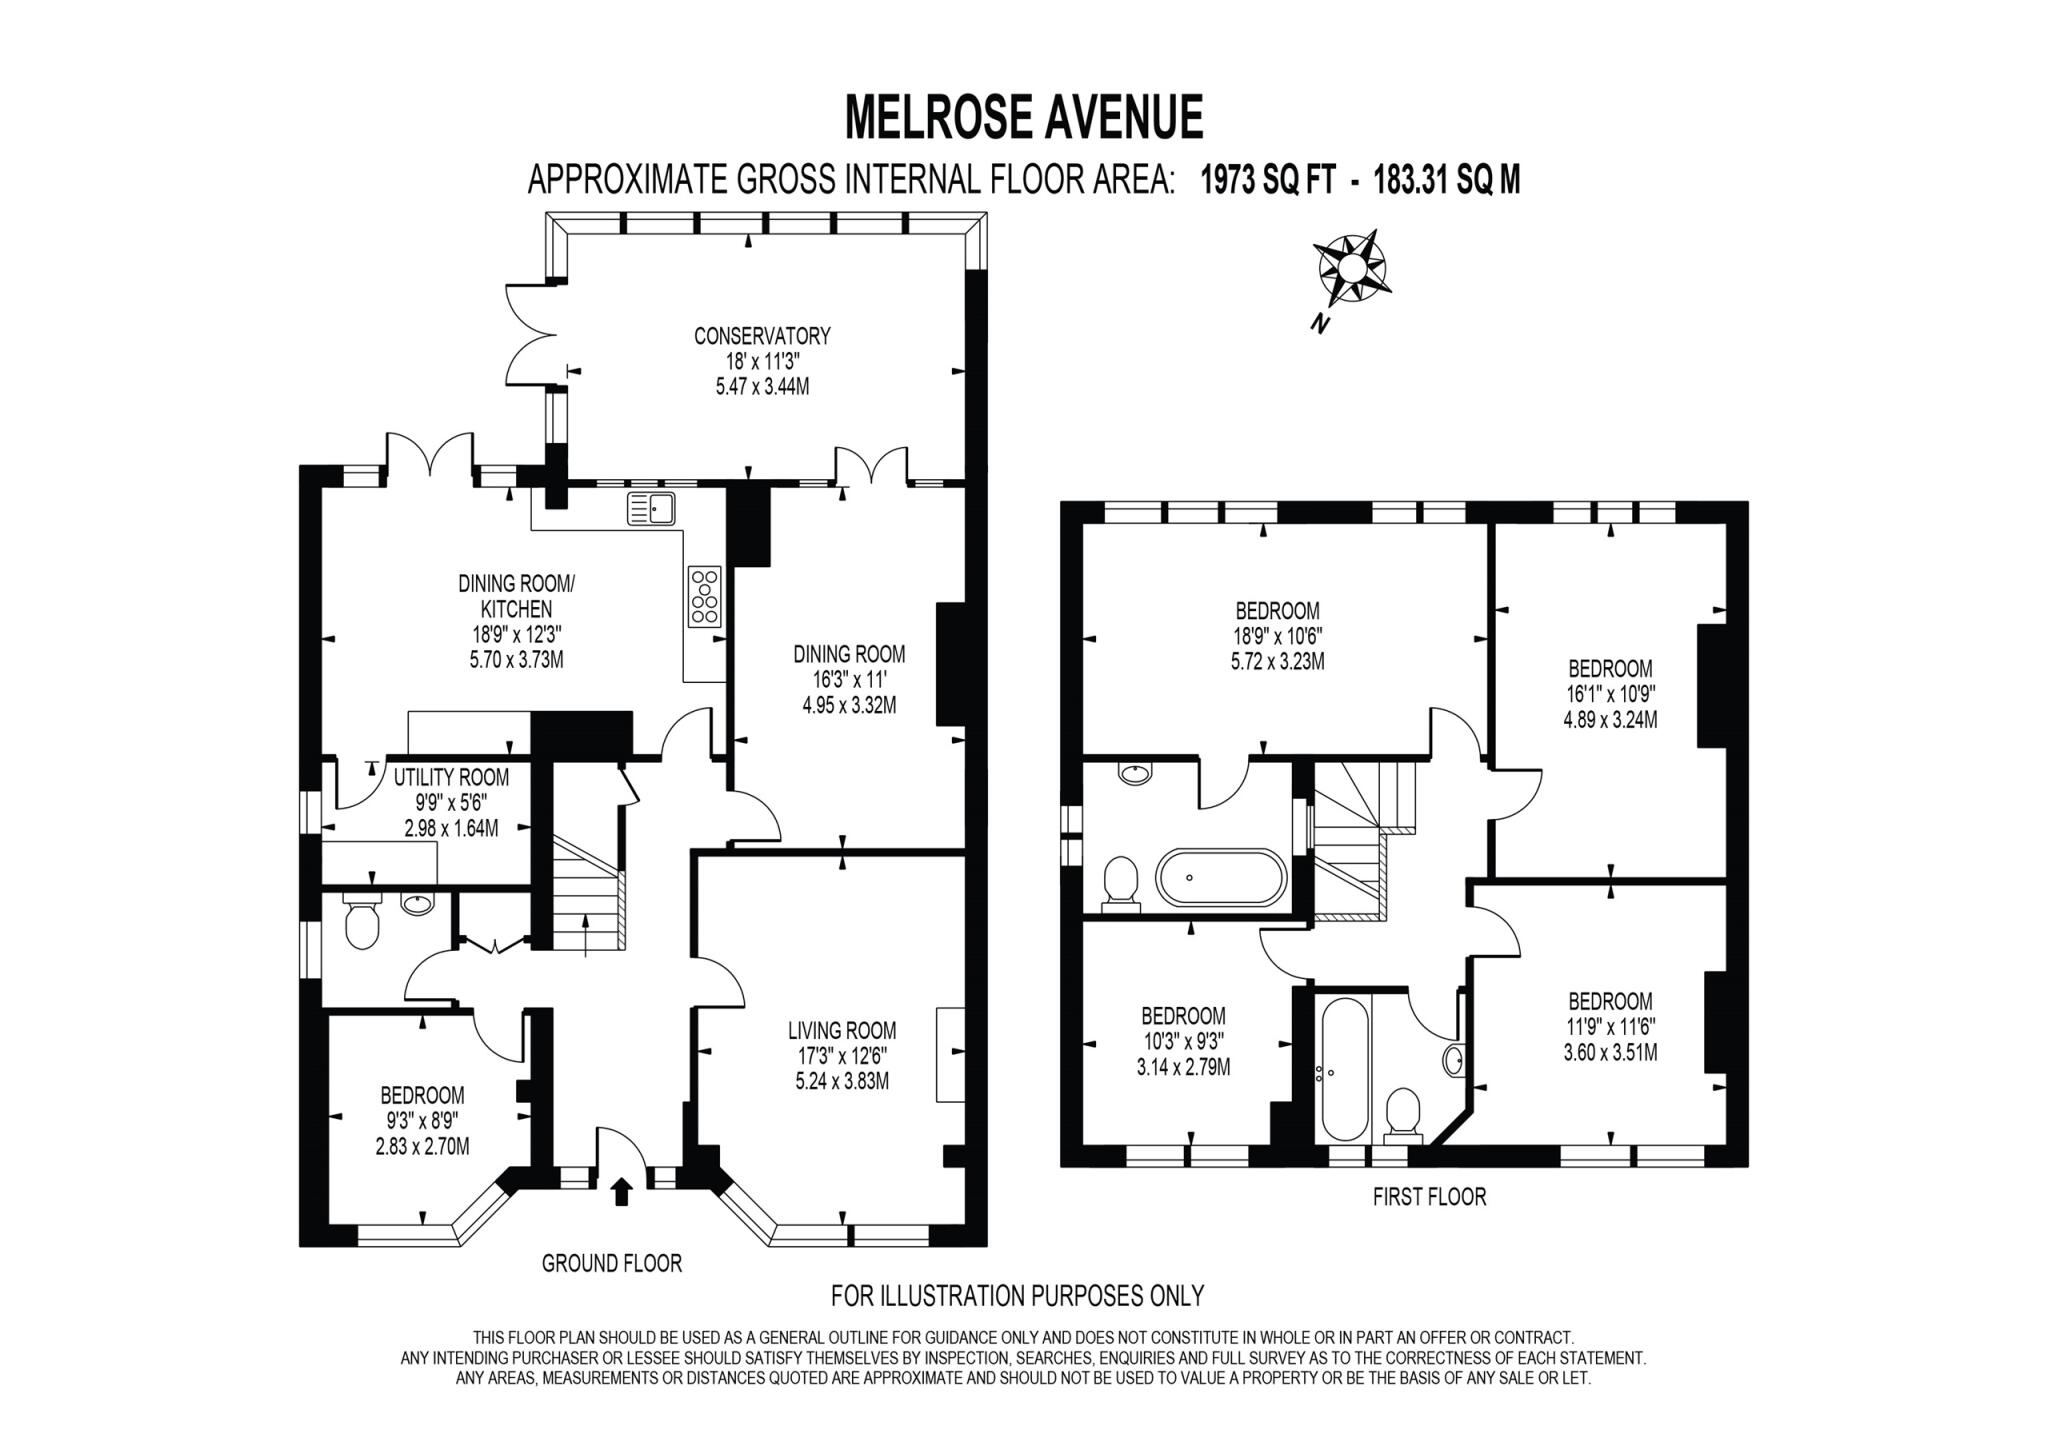 MELROSE AVENUE
APPROXIMATE GROSS INTERNAL FLOOR AREA: 1973 SQ FT - 183.31 SQ M
N
CONSERVATORY
18' x 11'3"
5.47 x 3.44M
DINING ROOM/
KITCHEN
18'9" x 12'3"
5.70 x 3.73M
DINING ROOM
16'3" x 11'
4.95 x 3.32M
UTILITY ROOM
9'9" x 5'6"
2.98 x 1.64M
LIVING ROOM
17'3" x 12'6"
5.24 x 3.83M
BEDROOM
9'3" x 8'9"
2.83 x 2.70M
GROUND FLOOR
BEDROOM
18'9" x 10'6"
5.72 x 3.23M
BEDROOM
16'1" x 10'9"
4.89 x 3.24M
BEDROOM
10'3" x 9'3"
3.14 x 2.79M
BEDROOM
11'9" x 11'6"
3.60 x 3.51M
FIRST FLOOR
FOR ILLUSTRATION PURPOSES ONLY
THIS FLOOR PLAN SHOULD BE USED AS A GENERAL OUTLINE FOR GUIDANCE ONLY AND DOES NOT CONSTITUTE IN WHOLE OR IN PART AN OFFER OR CONTRACT.
ANY INTENDING PURCHASER OR LESSEE SHOULD SATISFY THEMSELVES BY INSPECTION, SEARCHES, ENQUIRIES AND FULL SURVEY AS TO THE CORRECTNESS OF EACH STATEMENT.
ANY AREAS, MEASUREMENTS OR DISTANCES QUOTED ARE APPROXIMATE AND SHOULD NOT BE USED TO VALUE A PROPERTY OR BE THE BASIS OF ANY SALE OR LET.